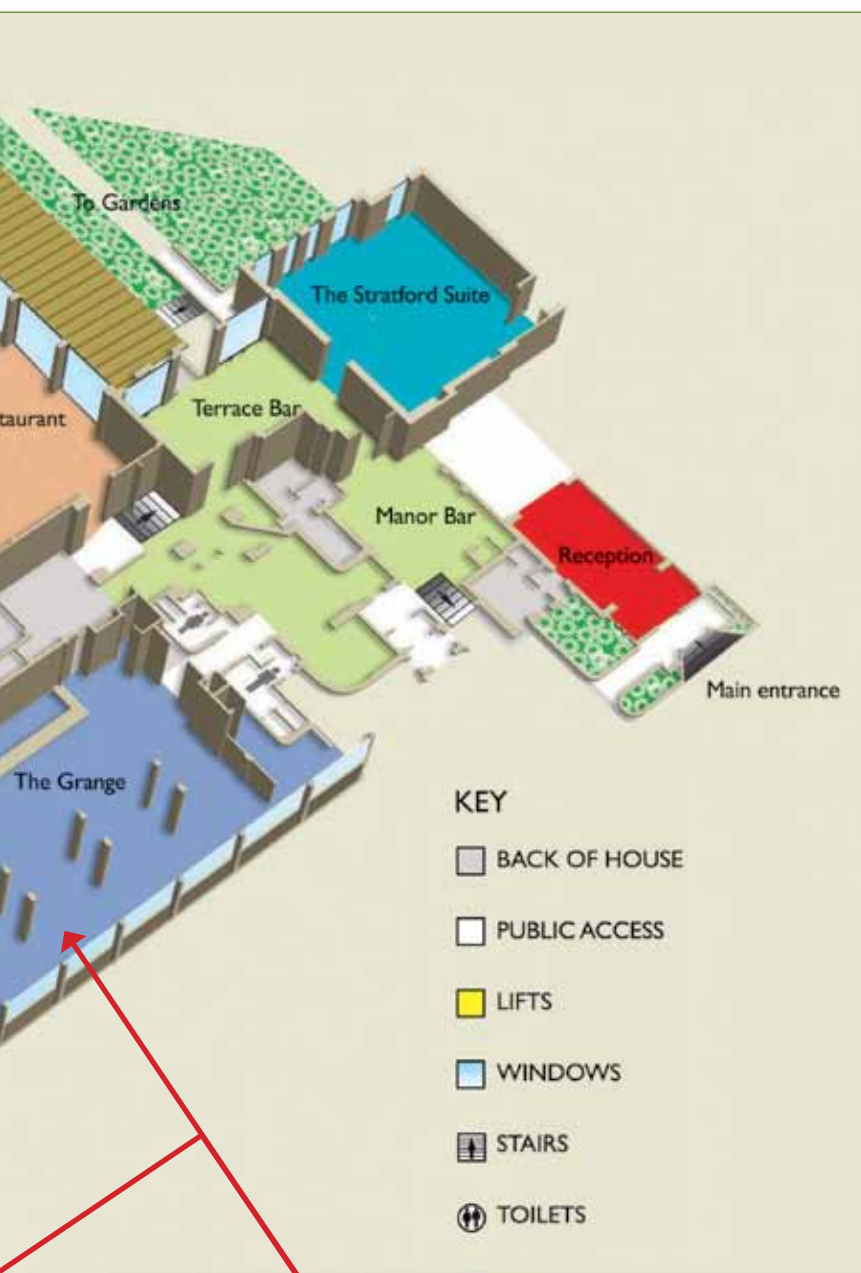 To Gardens
The Stratford Suite
Terrace Bar
taurant
Manor Bar
Reception
Main entrance
The Grange
KEY
BACK OF HOUSE
PUBLIC ACCESS
LIFTS
WINDOWS
STAIRS
TOILETS